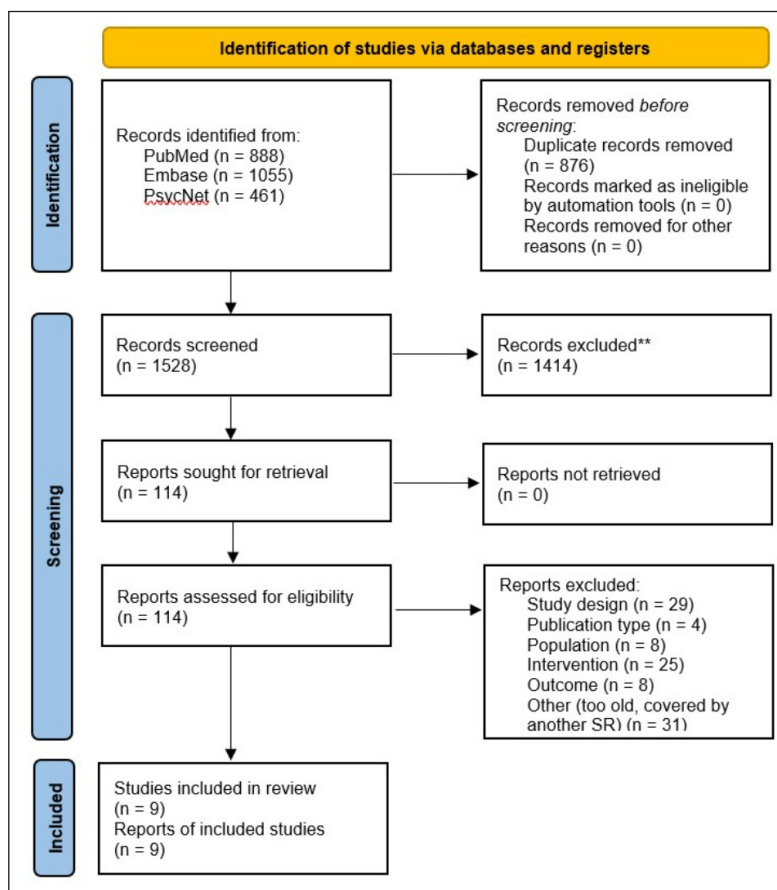 Identification of studies via databases and registers
Identification
Records identified from:
PubMed (n = 888)
Embase (n = 1055)
PsycNet (n = 461)
Records removed before
screening:
Duplicate records removed
(n = 876)
Records marked as ineligible
by automation tools (n = 0)
Records removed for other
reasons (n = 0)
Screening
Records screened
(n = 1528)
Records excluded**
(n = 1414)
Reports sought for retrieval
(n = 114)
Reports not retrieved
(n = 0)
Reports assessed for eligibility
(n = 114)
Reports excluded:
Study design (n = 29)
Publication type (n = 4)
Population (n = 8)
Intervention (n = 25)
Outcome (n = 8)
Other (too old, covered by
another SR) (n = 31)
Included
Studies included in review
(n = 9)
Reports of included studies
(n = 9)